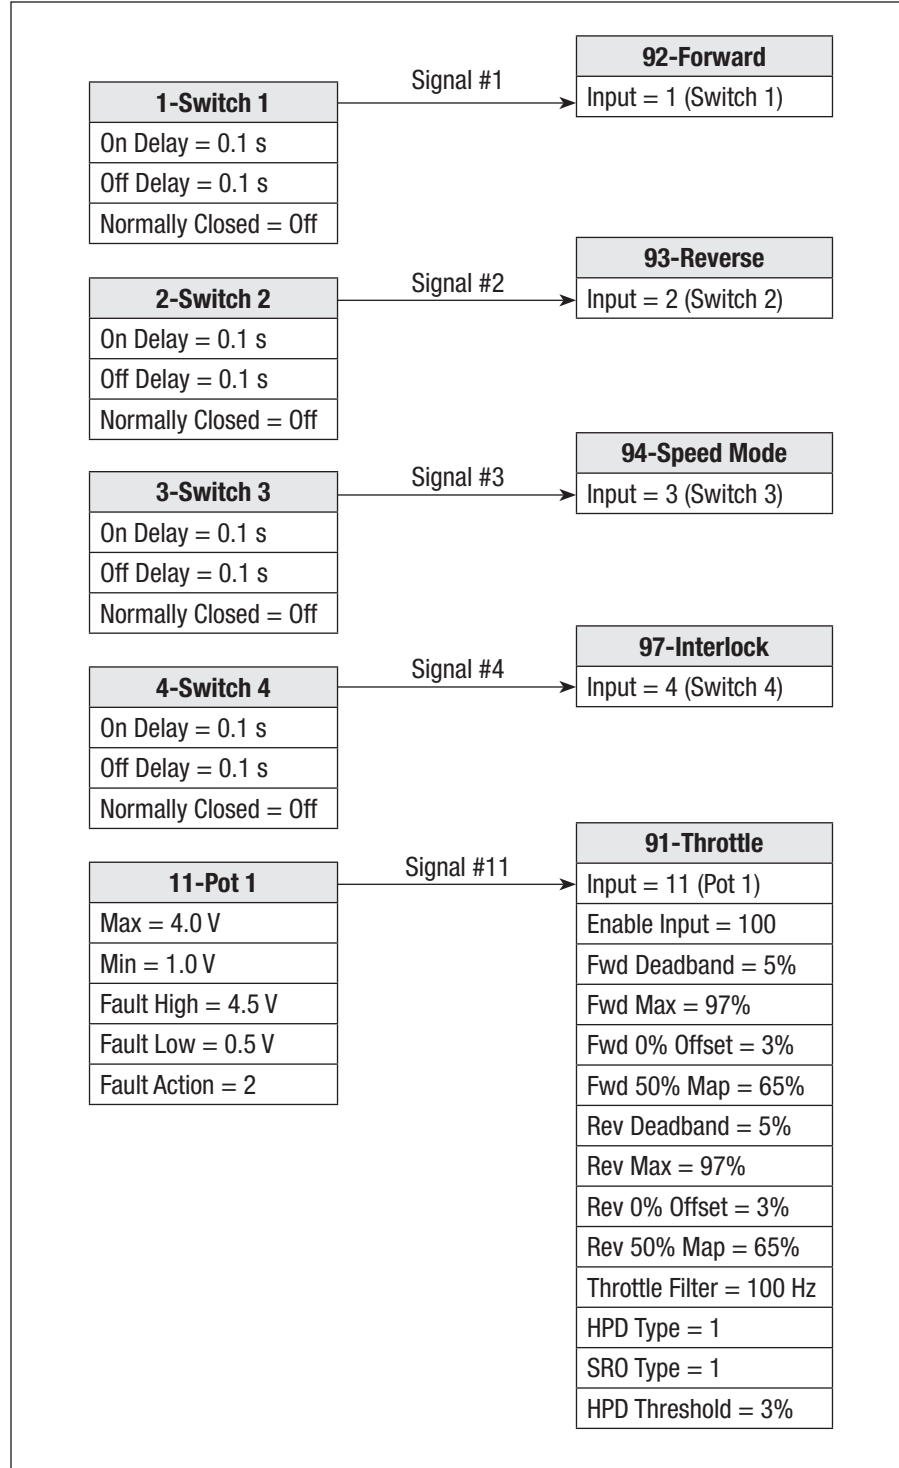 Signal #1
92-Forward
Input = 1 (Switch 1)
1-Switch 1
On Delay = 0.1 s
Off Delay = 0.1 s
Normally Closed = Off
Signal #2
93-Reverse
Input = 2 (Switch 2)
2-Switch 2
On Delay = 0.1 s
Off Delay = 0.1 s
Normally Closed = Off
Signal #3
94-Speed Mode
Input = 3 (Switch 3)
3-Switch 3
On Delay = 0.1 s
Off Delay = 0.1 s
Normally Closed = Off
Signal #4
97-Interlock
Input = 4 (Switch 4)
4-Switch 4
On Delay = 0.1 s
Off Delay = 0.1 s
Normally Closed = Off
Signal #11
91-Throttle
Input = 11 (Pot 1)
Enable Input = 100
Fwd Deadband = 5%
Fwd Max = 97%
Fwd 0% Offset = 3%
Fwd 50% Map = 65%
Rev Deadband = 5%
Rev Max = 97%
Rev 0% Offset = 3%
Rev 50% Map = 65%
Throttle Filter = 100 Hz
HPD Type = 1
SRO Type = 1
HPD Threshold = 3%
11-Pot 1
Max = 4.0 V
Min = 1.0 V
Fault High = 4.5 V
Fault Low = 0.5 V
Fault Action = 2